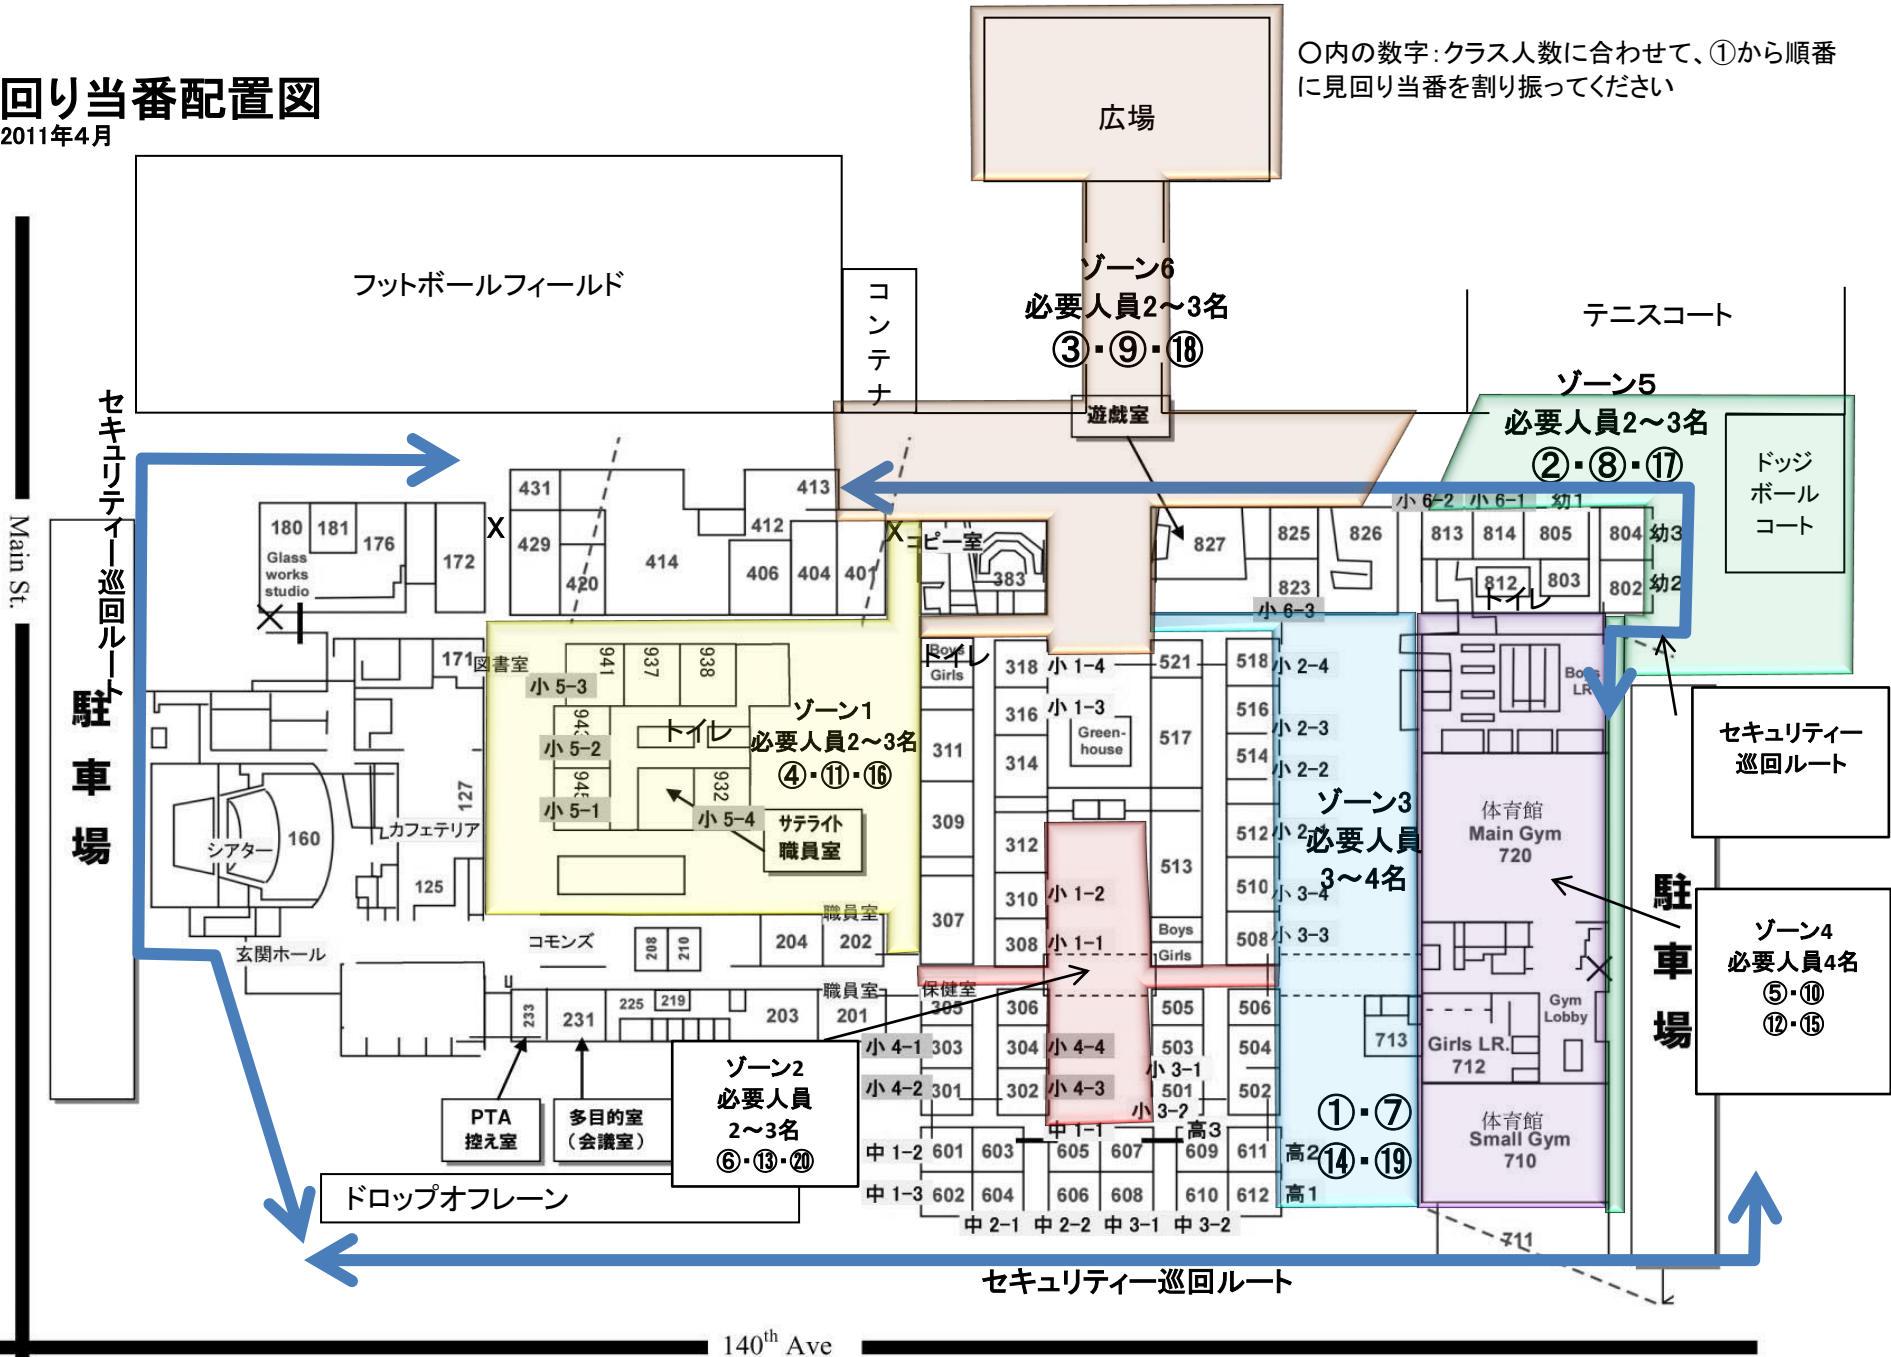 回り当番配置図
2011年4月
○内の数字：クラス人数に合わせて、①から順番
に見回り当番を割り振ってください
広場
フットボールフィールド
コンテナ
ゾーン6
必要人員2～3名
③・⑨・⑱
遊戯室
テニスコート
ゾーン5
必要人員2～3名
②・⑧・⑰
ドッジ
ボール
コート
セキュリティー巡回ルート
Main St.
駐車場
431
413
412
429
420
414
406
404
401
X
X
180
181
176
172
Glass
works
studio
コピー室
383
827
825
826
823
小 6-2
小 6-1
幼1
813
814
805
804
幼3
812
803
802
幼2
トイレ
小 6-3
171
図書室
941
937
938
小 5-3
943
小 5-2
トイレ
945
小 5-1
932
小 5-4
ゾーン1
必要人員2～3名
④・⑪・⑯
サテライト
職員室
トイレ
Boys
Girls
318
小 1-4
521
518
小 2-4
316
小 1-3
516
小 2-3
311
Green-
house
517
314
514
小 2-2
309
312
512
小 2-1
513
310
小 1-2
510
小 3-4
307
308
小 1-1
Boys
Girls
508
小 3-3
ゾーン3
必要人員
3～4名
Boys
LR
体育館
Main Gym
720
セキュリティー
巡回ルート
駐車場
ゾーン4
必要人員4名
⑤・⑩
⑫・⑮
シアター
160
127
カフェテリア
125
玄関ホール
コモンズ
208
210
204
202
職員室
職員室
保健室
233
231
225
219
203
201
305
306
505
506
小 4-1
303
304
小 4-4
503
504
小 3-1
小 4-2
301
302
小 4-3
501
502
小 3-2
713
Girls LR.
712
Gym
Lobby
PTA
控え室
多目的室
（会議室）
ゾーン2
必要人員
2～3名
⑥・⑬・⑳
中 1-1
高3
中 1-2
601
603
605
607
609
611
高2
中 1-3
602
604
606
608
610
612
高1
中 2-1
中 2-2
中 3-1
中 3-2
①・⑦
⑭・⑲
体育館
Small Gym
710
711
ドロップオフレーン
セキュリティー巡回ルート
140th Ave